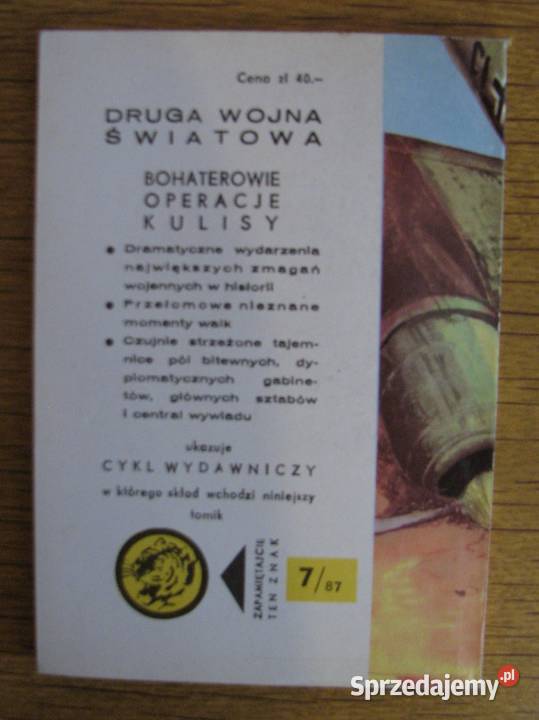 Cena zł 40.–
DRUGA WOJNA
ŚWIATOWA
BOHATEROWIE
OPERACJE
KULISY
• Dramatyczne wydarzenia
największych zmagań
wojennych w historii
• Przełomowe nieznane
momenty walk
• Czujnie strzeżone tajem-
nice pól bitewnych, dy-
plomatycznych gabine-
tów, głównych sztabów
i central wywiadu
ukazuje
CYKL WYDAWNICZY
w którego skład wchodzi niniejszy
tomik
ZAPAMIĘTAJCIE
TEN ZNAK
7/87
Sprzedajemy.pl